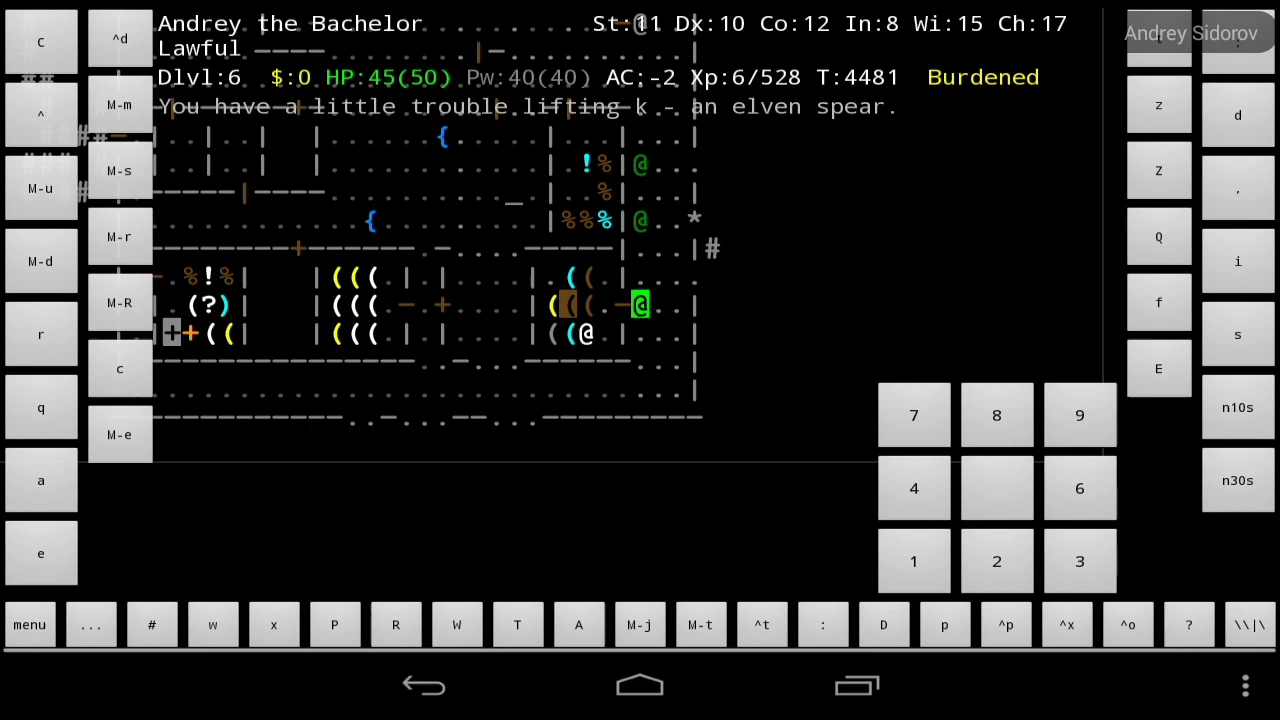 Andrey the Bachelor St:11 Dx:10 Co:12 In:8 Wi:15 Ch:17
Lawful
Dlvl:6 $:0 HP:45(50) Pw:40(40) AC:-2 Xp:6/528 T:4481 Burdened
You have a little trouble lifting k - an elven spear.
Andrey Sidorov
C
^
M-u
M-d
r
q
a
e
^d
M-m
M-s
M-r
M-R
c
M-e
z
Z
Q
f
E
d
,
i
s
n10s
n30s
7 8 9
4 6
1 2 3
menu ... # w x P R W T A M-j M-t ^t : D p ^p ^x ^o ? \\|\